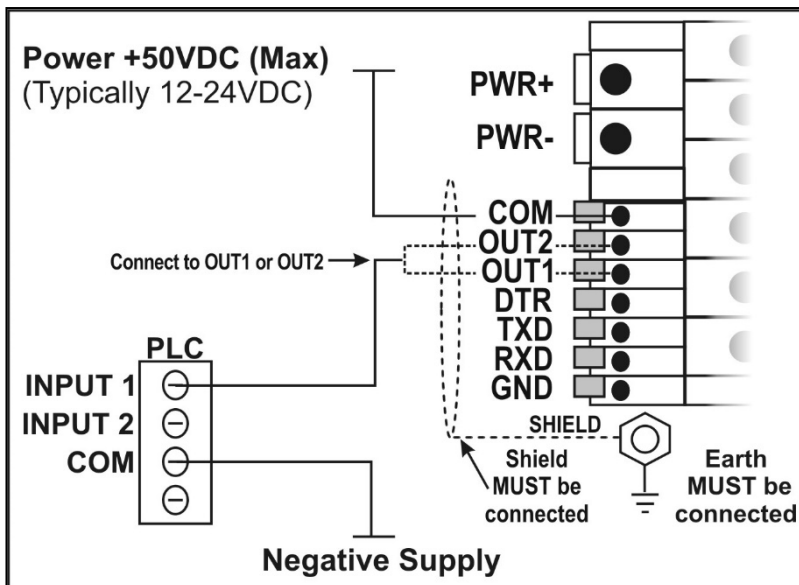 Power +50VDC (Max)
(Typically 12-24VDC)
PWR+
PWR-
COM
OUT2
OUT1
DTR
TXD
RXD
GND
Connect to OUT1 or OUT2
PLC
INPUT 1
INPUT 2
COM
SHIELD
Shield
MUST be
connected
Earth
MUST be
connected
Negative Supply